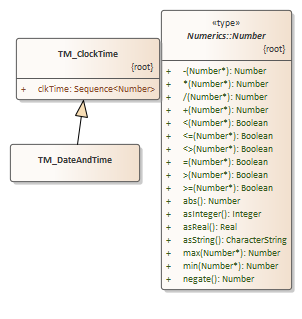 TM_ClockTime
{root}
+ clkTime: Sequence<Number>
TM_DateAndTime
«type»
Numerics::Number
{root}
+ -(Number*): Number
+ *(Number*): Number
+ /(Number*): Number
+ +(Number*): Number
+ <(Number*): Boolean
+ <=(Number*): Boolean
+ <>(Number*): Boolean
+ =(Number*): Boolean
+ >(Number*): Boolean
+ >=(Number*): Boolean
+ abs(): Number
+ asInteger(): Integer
+ asReal(): Real
+ asString(): CharacterString
+ max(Number*): Number
+ min(Number*): Number
+ negate(): Number